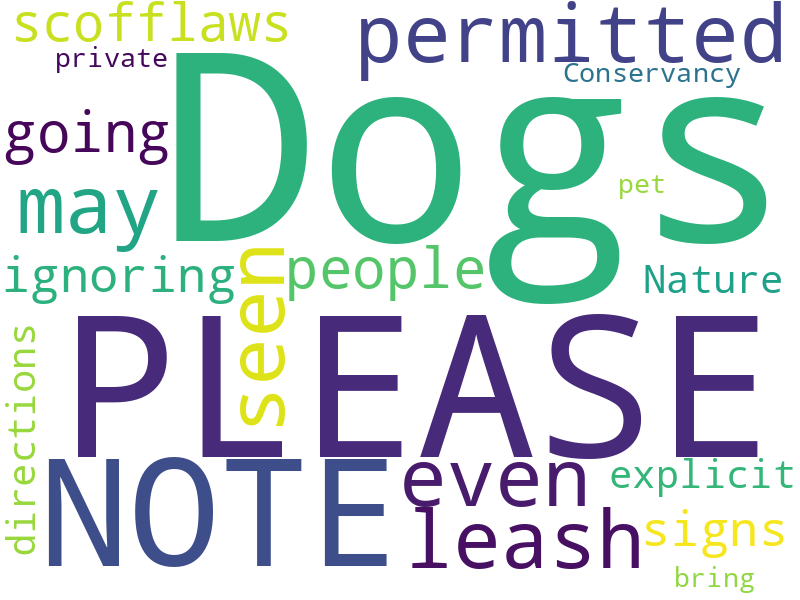 scofflaws
permitted
private
Conservancy
Dogs
going
may
pet
seen
people
ignoring
Nature
PLEASE
directions
NOTE
even
explicit
leash
signs
bring